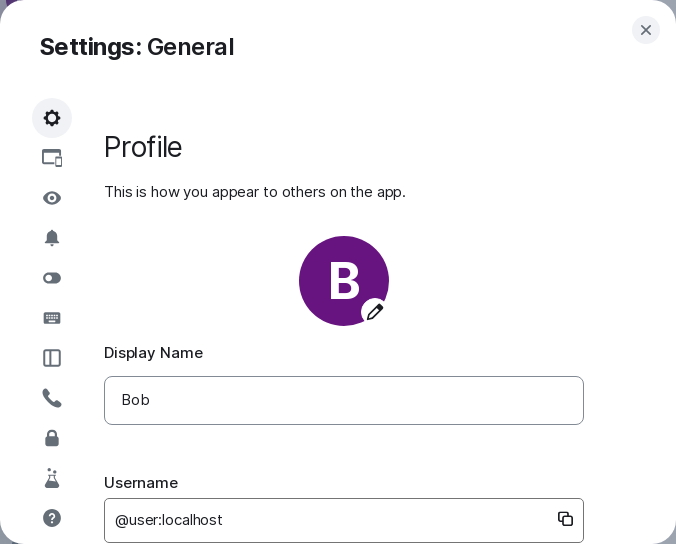 Settings: General
Profile
This is how you appear to others on the app.
B
Display Name
Bob
Username
@user:localhost